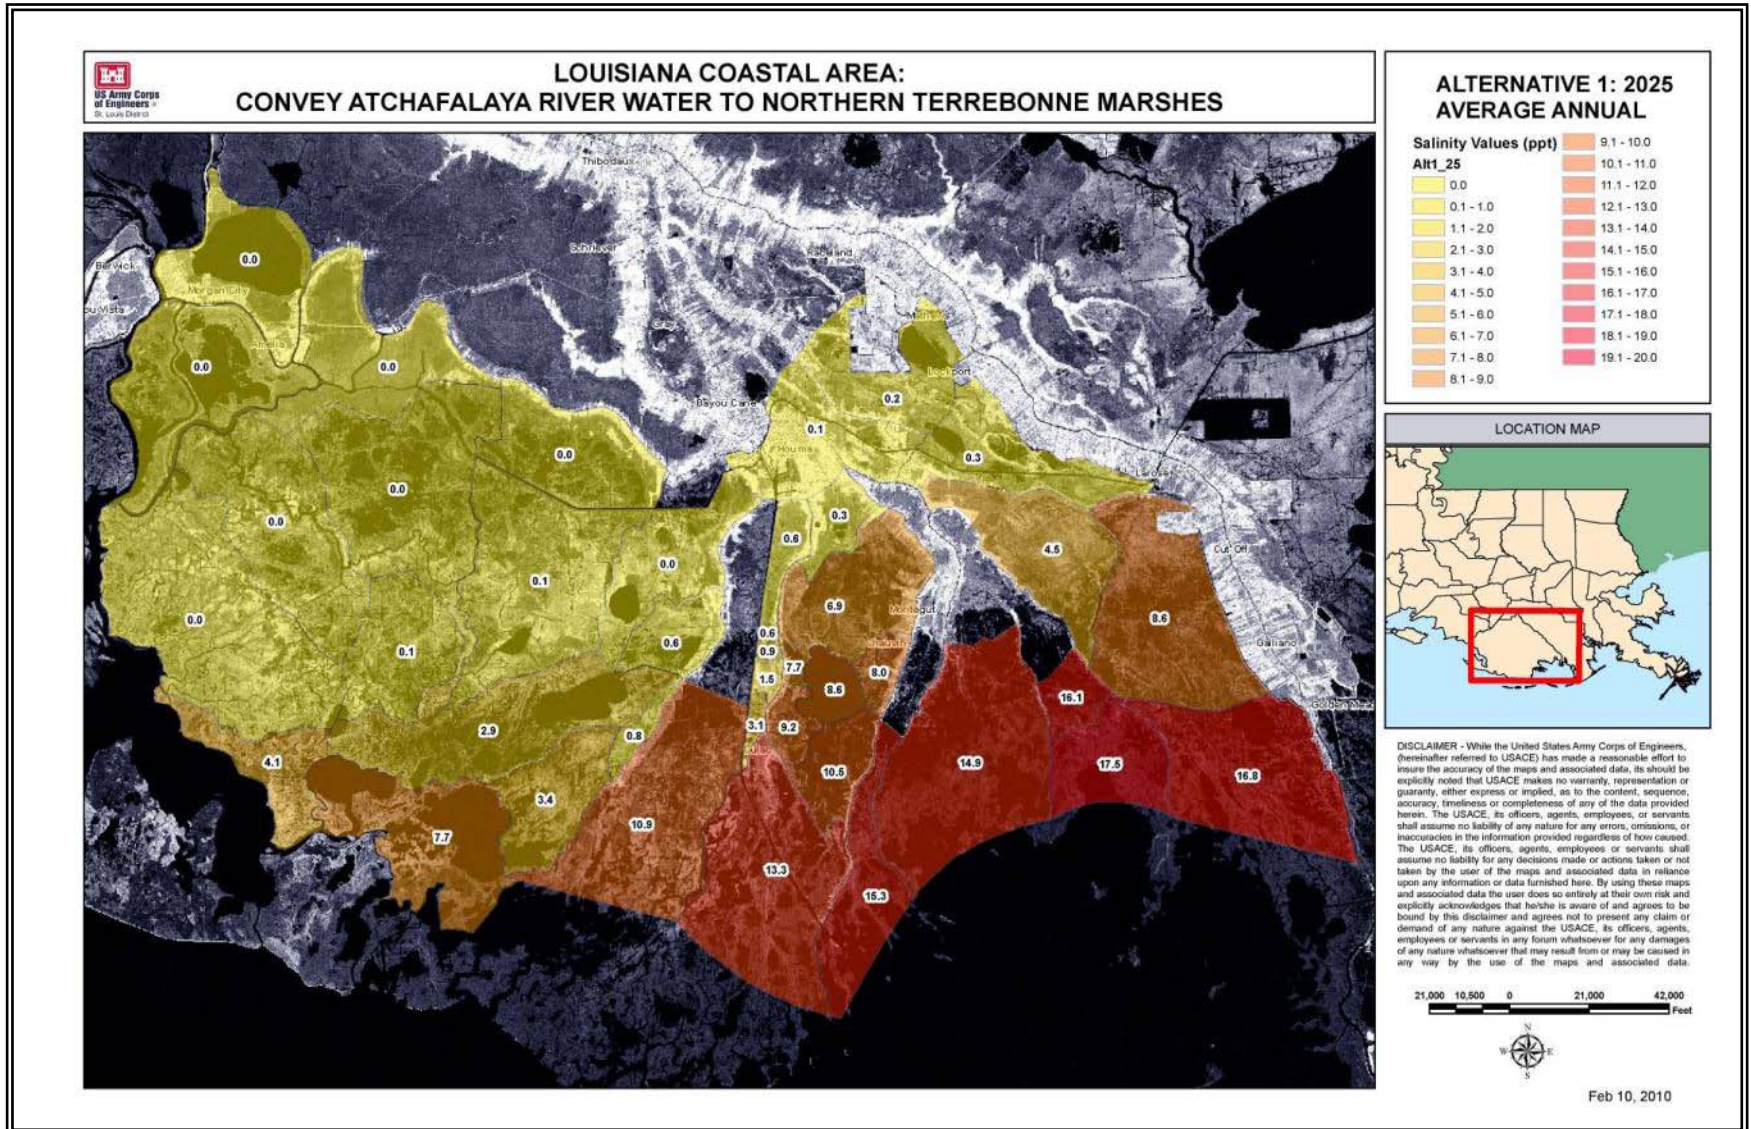 US Army Corps
of Engineers ®
St. Louis District
LOUISIANA COASTAL AREA:
CONVEY ATCHAFALAYA RIVER WATER TO NORTHERN TERREBONNE MARSHES
Thibodaux
Schriever
Raceland
Berwick
0.0
Morgan City
Gray
Amelia
0.0
0.0
Lockport
Bayou Cane
0.2
0.1
Houma
0.0
0.3
Larose
0.0
0.0
0.3
0.6
4.5
Cut Off
0.1
0.0
6.9
Montegut
8.6
0.0
0.6
0.6
Galliano
0.1
0.9
7.7
Chauvin
8.0
1.5
8.6
16.1
Golden Mea
2.9
0.8
3.1
9.2
4.1
10.5
14.9
17.5
16.8
3.4
10.9
7.7
13.3
15.3
ALTERNATIVE 1: 2025
AVERAGE ANNUAL
Salinity Values (ppt)
Alt1_25
0.0
0.1 - 1.0
1.1 - 2.0
2.1 - 3.0
3.1 - 4.0
4.1 - 5.0
5.1 - 6.0
6.1 - 7.0
7.1 - 8.0
8.1 - 9.0
9.1 - 10.0
10.1 - 11.0
11.1 - 12.0
12.1 - 13.0
13.1 - 14.0
14.1 - 15.0
15.1 - 16.0
16.1 - 17.0
17.1 - 18.0
18.1 - 19.0
19.1 - 20.0
LOCATION MAP
DISCLAIMER - While the United States Army Corps of Engineers,
(hereinafter referred to USACE) has made a reasonable effort to
insure the accuracy of the maps and associated data, its should be
explicitly noted that USACE makes no warranty, representation or
guaranty, either express or implied, as to the content, sequence,
accuracy, timeliness or completeness of any of the data provided
herein. The USACE, its officers, agents, employees, or servants
shall assume no liability of any nature for any errors, omissions, or
inaccuracies in the information provided regardless of how caused.
The USACE, its officers, agents, employees or servants shall
assume no liability for any decisions made or actions taken or not
taken by the user of the maps and associated data in reliance
upon any information or data furnished here. By using these maps
and associated data the user does so entirely at their own risk and
explicitly acknowledges that he/she is aware of and agrees to be
bound by this disclaimer and agrees not to present any claim or
demand of any nature against the USACE, its officers, agents,
employees or servants in any forum whatsoever for any damages
of any nature whatsoever that may result from or may be caused in
any way by the use of the maps and associated data.
21,000 10,500 0 21,000 42,000
Feet
N
W E
S
Feb 10, 2010